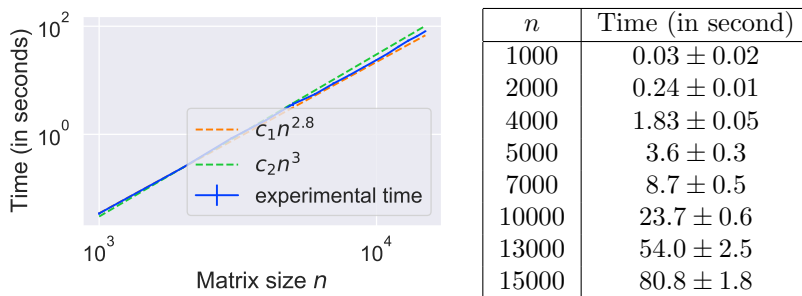 Time (in seconds)
10^2
10^0
c_1n^{2.8}
c_2n^3
experimental time
10^3
10^4
Matrix size n
n Time (in second)
1000 0.03 ± 0.02
2000 0.24 ± 0.01
4000 1.83 ± 0.05
5000 3.6 ± 0.3
7000 8.7 ± 0.5
10000 23.7 ± 0.6
13000 54.0 ± 2.5
15000 80.8 ± 1.8